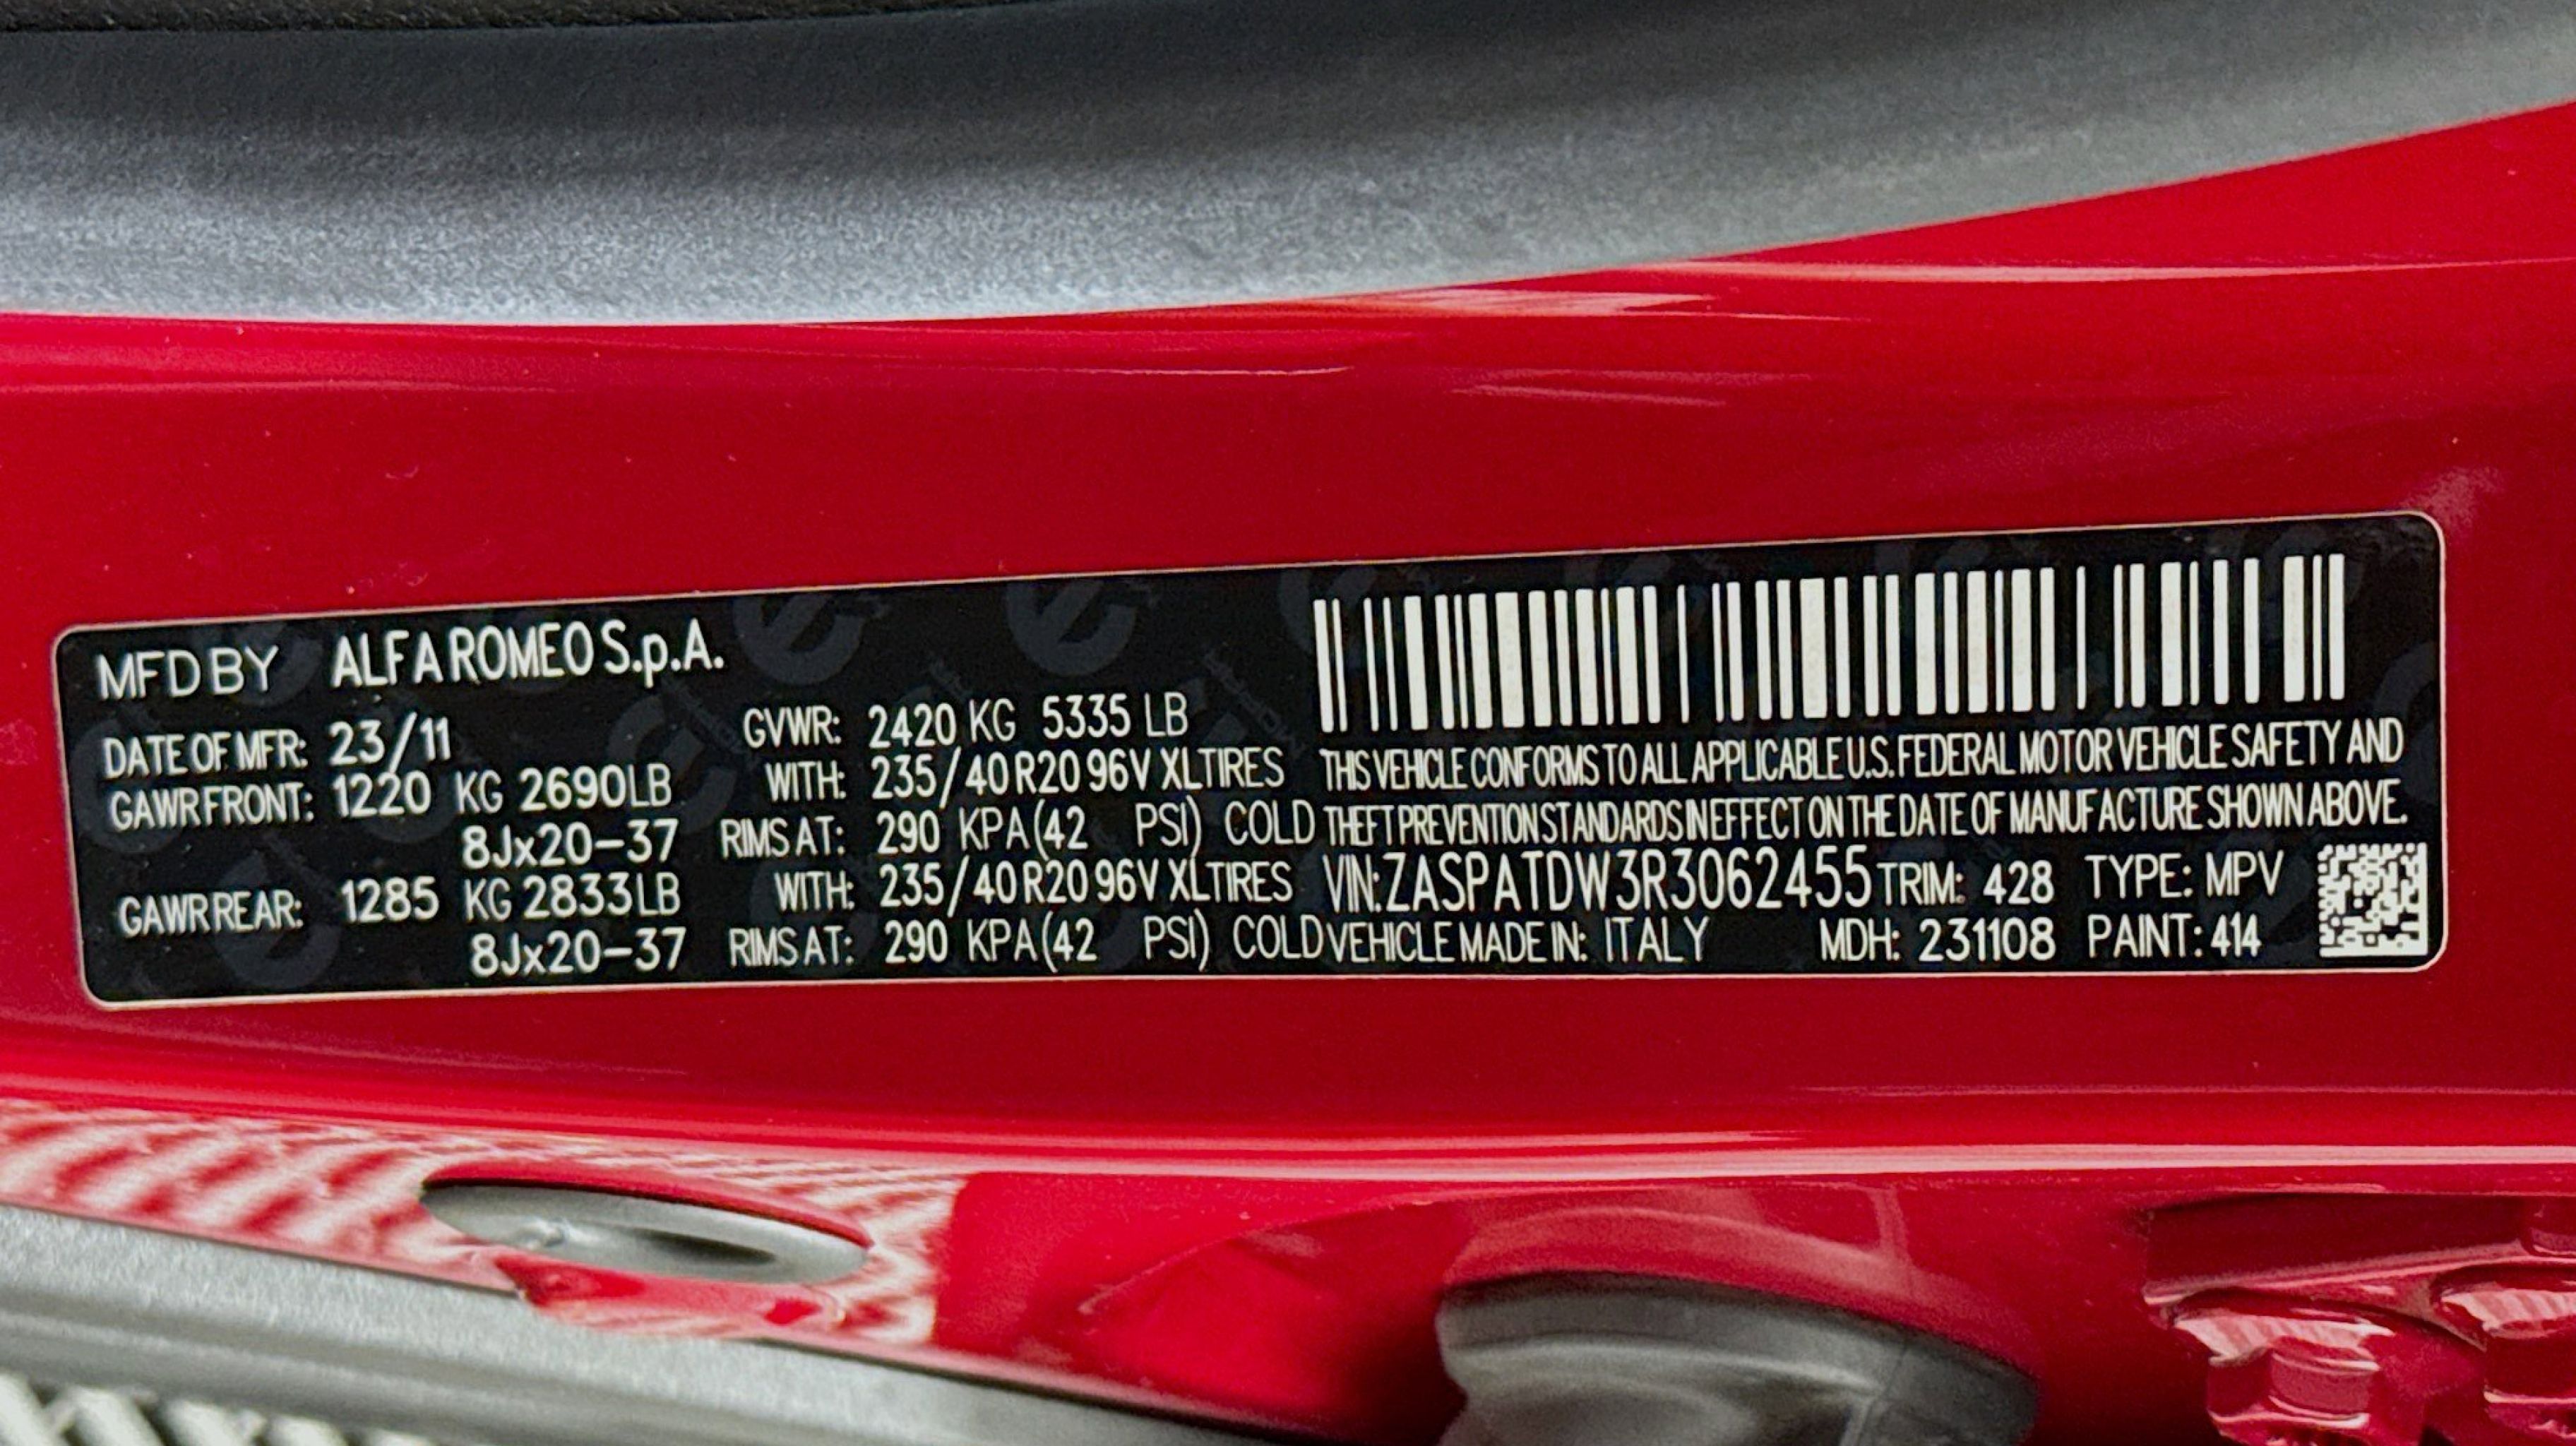 MFD BY ALFA ROMEO S.p.A.
DATE OF MFR: 23/11 GVWR: 2420 KG 5335 LB
GAWR FRONT: 1220 KG 2690LB WITH: 235/40 R20 96V XL TIRES
8Jx20-37 RIMS AT: 290 KPA(42 PSI) COLD
GAWR REAR: 1285 KG 2833LB WITH: 235/40 R20 96V XL TIRES
8Jx20-37 RIMS AT: 290 KPA(42 PSI) COLD
THIS VEHICLE CONFORMS TO ALL APPLICABLE U.S. FEDERAL MOTOR VEHICLE SAFETY AND
THEFT PREVENTION STANDARDS IN EFFECT ON THE DATE OF MANUFACTURE SHOWN ABOVE.
VIN: ZASPATDW3R3062455 TRIM: 428 TYPE: MPV
VEHICLE MADE IN: ITALY MDH: 231108 PAINT: 414